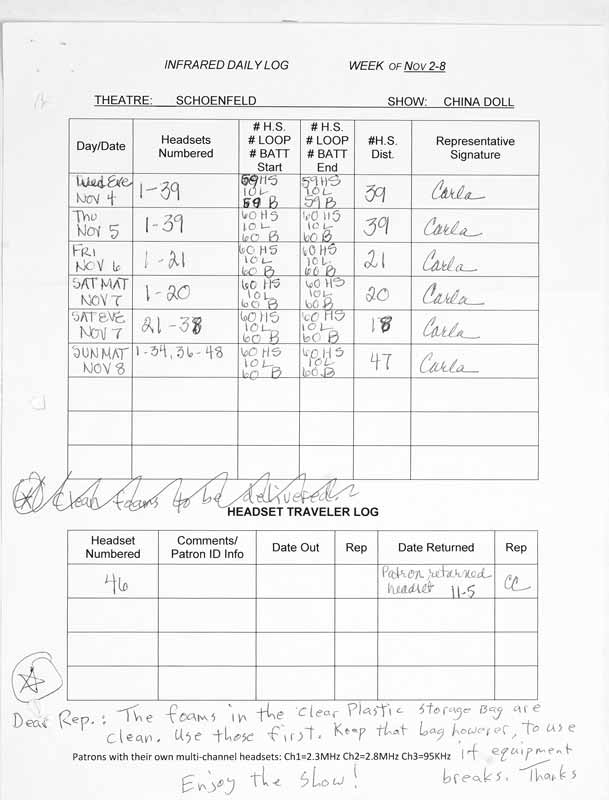 INFRARED DAILY LOG WEEK OF NOV 2-8
THEATRE: SCHOENFELD SHOW: CHINA DOLL
Day/Date Headsets Numbered # H.S. # LOOP # BATT Start # H.S. # LOOP # BATT End #H.S. Dist. Representative Signature
Wed Eve NOV 4 1-39 59 HS 10 L 59 B 59 HS 10 L 59 B 39 Carla
Thu NOV 5 1-39 60 HS 10 L 60 B 60 HS 10 L 60 B 39 Carla
FRI NOV 6 1-21 60 HS 10 L 60 B 60 HS 10 L 60 B 21 Carla
SAT MAT NOV 7 1-20 60 HS 10 L 60 B 60 HS 10 L 60 B 20 Carla
SAT EVE NOV 7 21-38 60 HS 10 L 60 B 60 HS 10 L 60 B 18 Carla
SUN MAT NOV 8 1-34, 36-48 60 HS 10 L 60 B 60 HS 10 L 60 B 47 Carla
Clean foams to be delivered.
HEADSET TRAVELER LOG
Headset Numbered Comments/ Patron ID Info Date Out Rep Date Returned Rep
46 Patron returned headset 11-5 CC
Dear Rep.: The foams in the clear Plastic storage Bag are
clean. Use those first. Keep that bag however, to use
if equipment
breaks. Thanks
Patrons with their own multi-channel headsets: Ch1=2.3MHz Ch2=2.8MHz Ch3=95KHz
Enjoy the show!